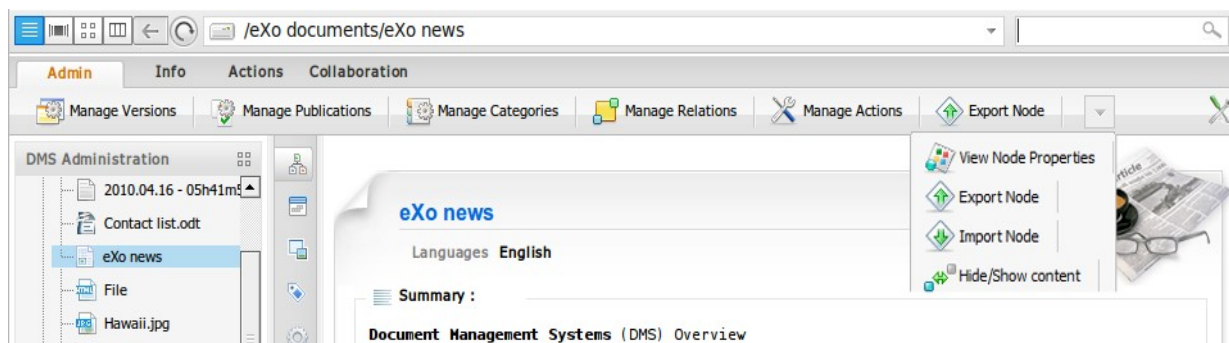 /eXo documents/eXo news
Admin Info Actions Collaboration
Manage Versions Manage Publications Manage Categories Manage Relations Manage Actions Export Node
DMS Administration
View Node Properties
Export Node
Import Node
Hide/Show content
2010.04.16 - 05h41m
Contact list.odt
eXo news
File
Hawaii.jpg
eXo news
Languages English
Summary :
Document Management Systems (DMS) Overview
Article